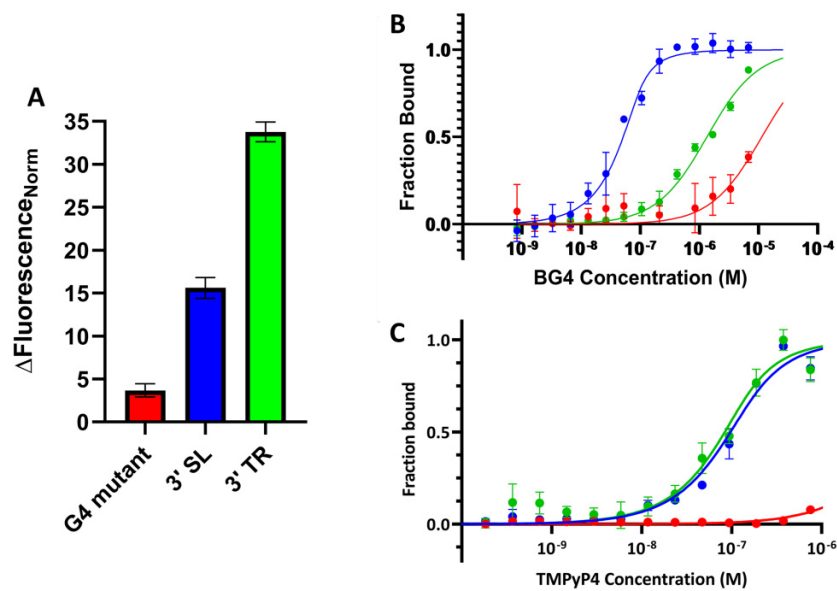 A
ΔFluorescenceNorm
35
30
25
20
15
10
5
0
G4 mutant
3' SL
3' TR
B
Fraction Bound
1.0
0.5
0.0
10-9
10-8
10-7
10-6
10-5
10-4
BG4 Concentration (M)
C
Fraction bound
1.0
0.5
0.0
10-9
10-8
10-7
10-6
TMPyP4 Concentration (M)